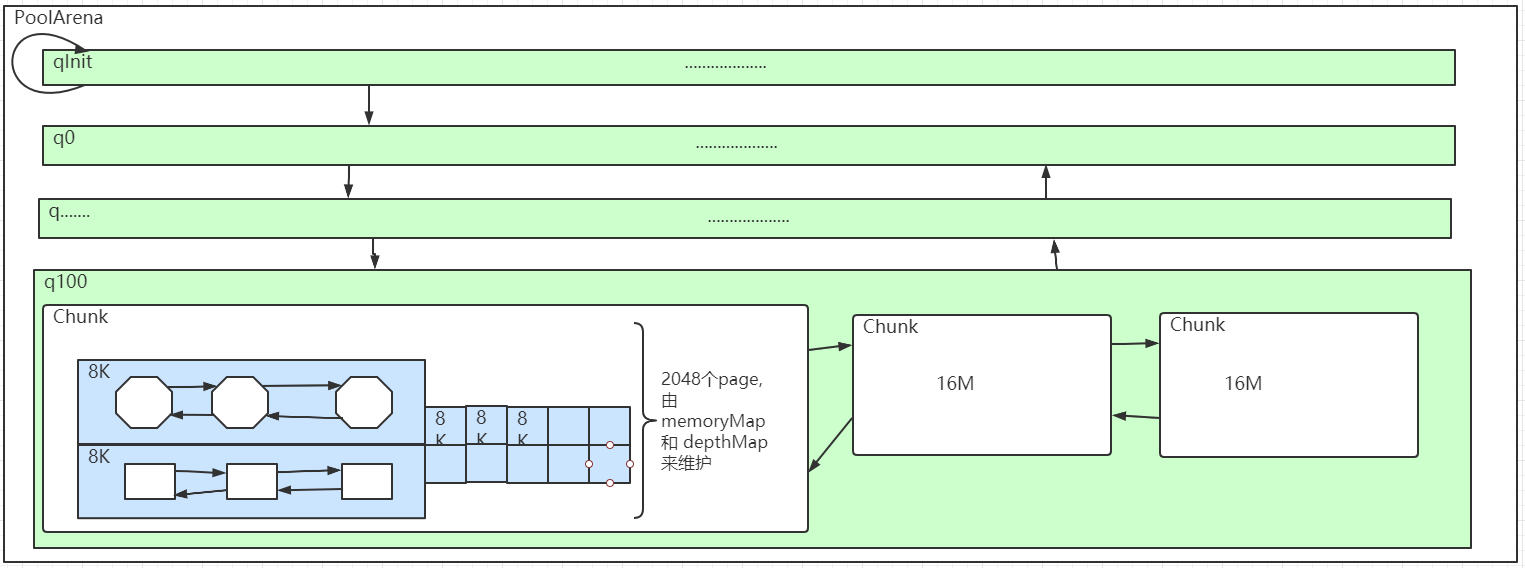 PoolArena
qInit
...................
q0
...................
q.......
...................
q100
Chunk
8K
8K
8
K
8
K
8
K
2048个page,
由
memoryMap
和 depthMap
来维护
Chunk
16M
Chunk
16M